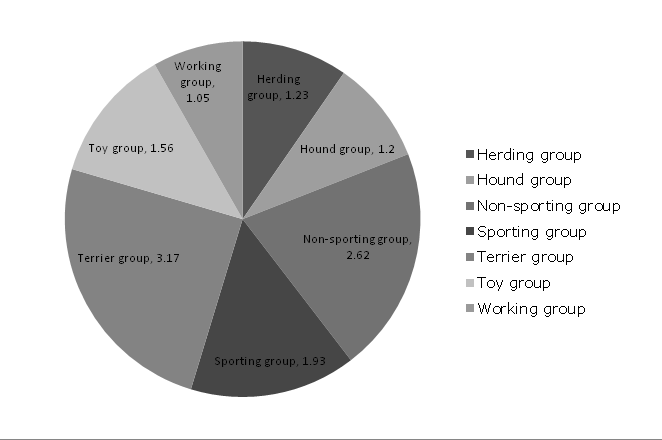 Working
group,
1.05
Herding
group, 1.23
Hound group, 1.2
Toy group, 1.56
Non-sporting group,
2.62
Terrier group, 3.17
Sporting group, 1.93
Herding group
Hound group
Non-sporting group
Sporting group
Terrier group
Toy group
Working group